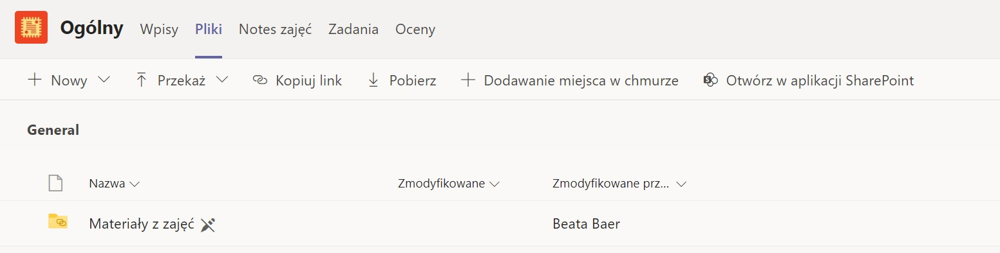 Ogólny Wpisy Pliki Notes zajęć Zadania Oceny
Nowy Przekaż Kopiuj link Pobierz Dodawanie miejsca w chmurze Otwórz w aplikacji SharePoint
General
Nazwa Zmodyfikowane Zmodyfikowane prz...
Materiały z zajęć Beata Baer